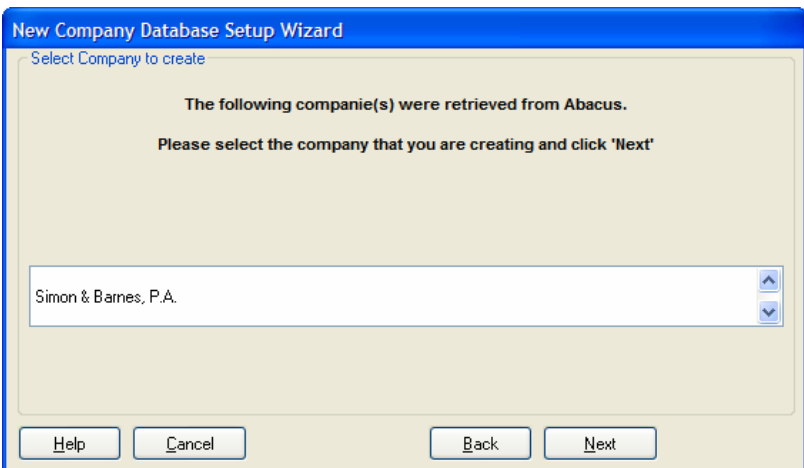 New Company Database Setup Wizard
Select Company to create
The following companie(s) were retrieved from Abacus.
Please select the company that you are creating and click 'Next'
Simon & Barnes, P.A.
Help Cancel Back Next